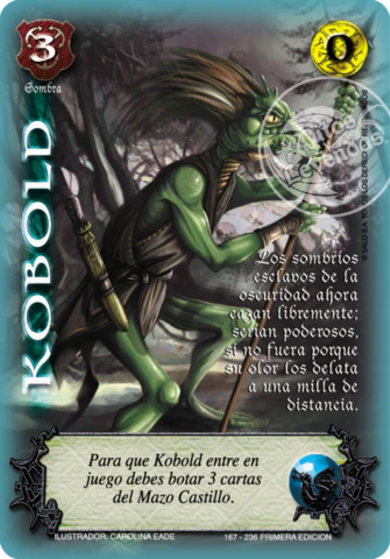 3
0
Sombra
KOBOLD
Los sombríos
esclavos de la
oscuridad ahora
cazan libremente;
serían poderosos,
si no fuera porque
su olor los delata
a una milla de
distancia.
Para que Kobold entre en
juego debes botar 3 cartas
del Mazo Castillo.
ILUSTRADOR: CAROLINA EADE
167 - 236 PRIMERA EDICION